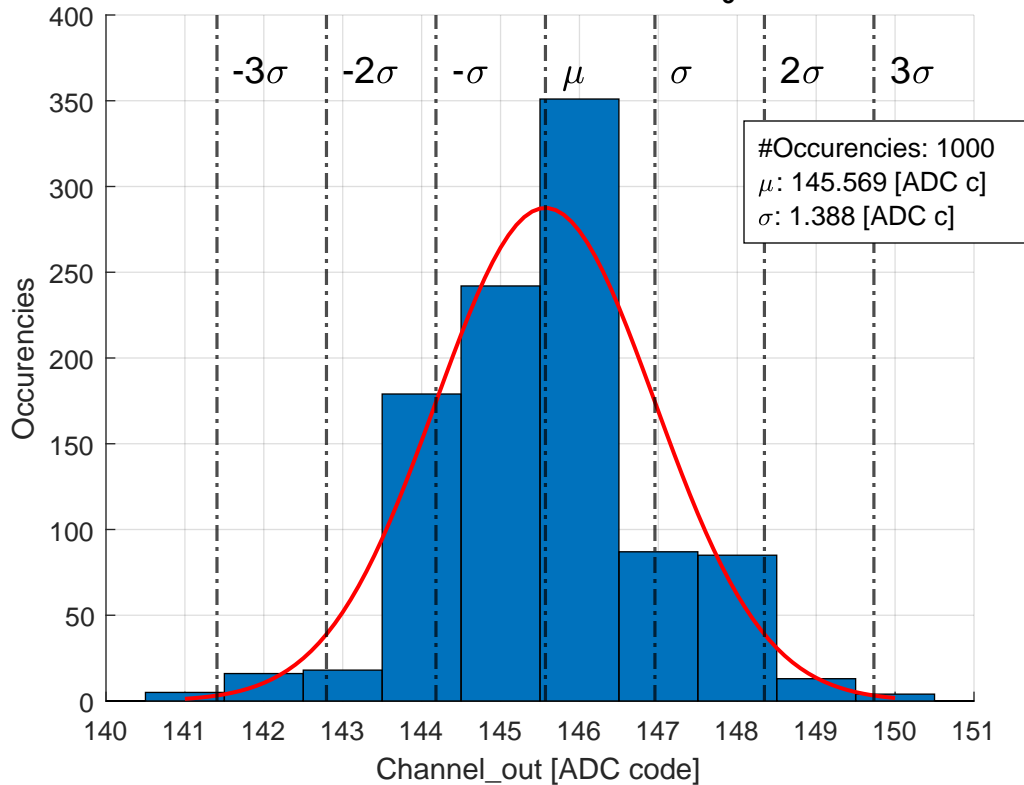 400
350
300
250
200
150
100
50
0
-3σ -2σ -σ μ σ 2σ 3σ
#Occurencies: 1000
μ: 145.569 [ADC c]
σ: 1.388 [ADC c]
Occurencies
140 141 142 143 144 145 146 147 148 149 150 151
Channel_out [ADC code]